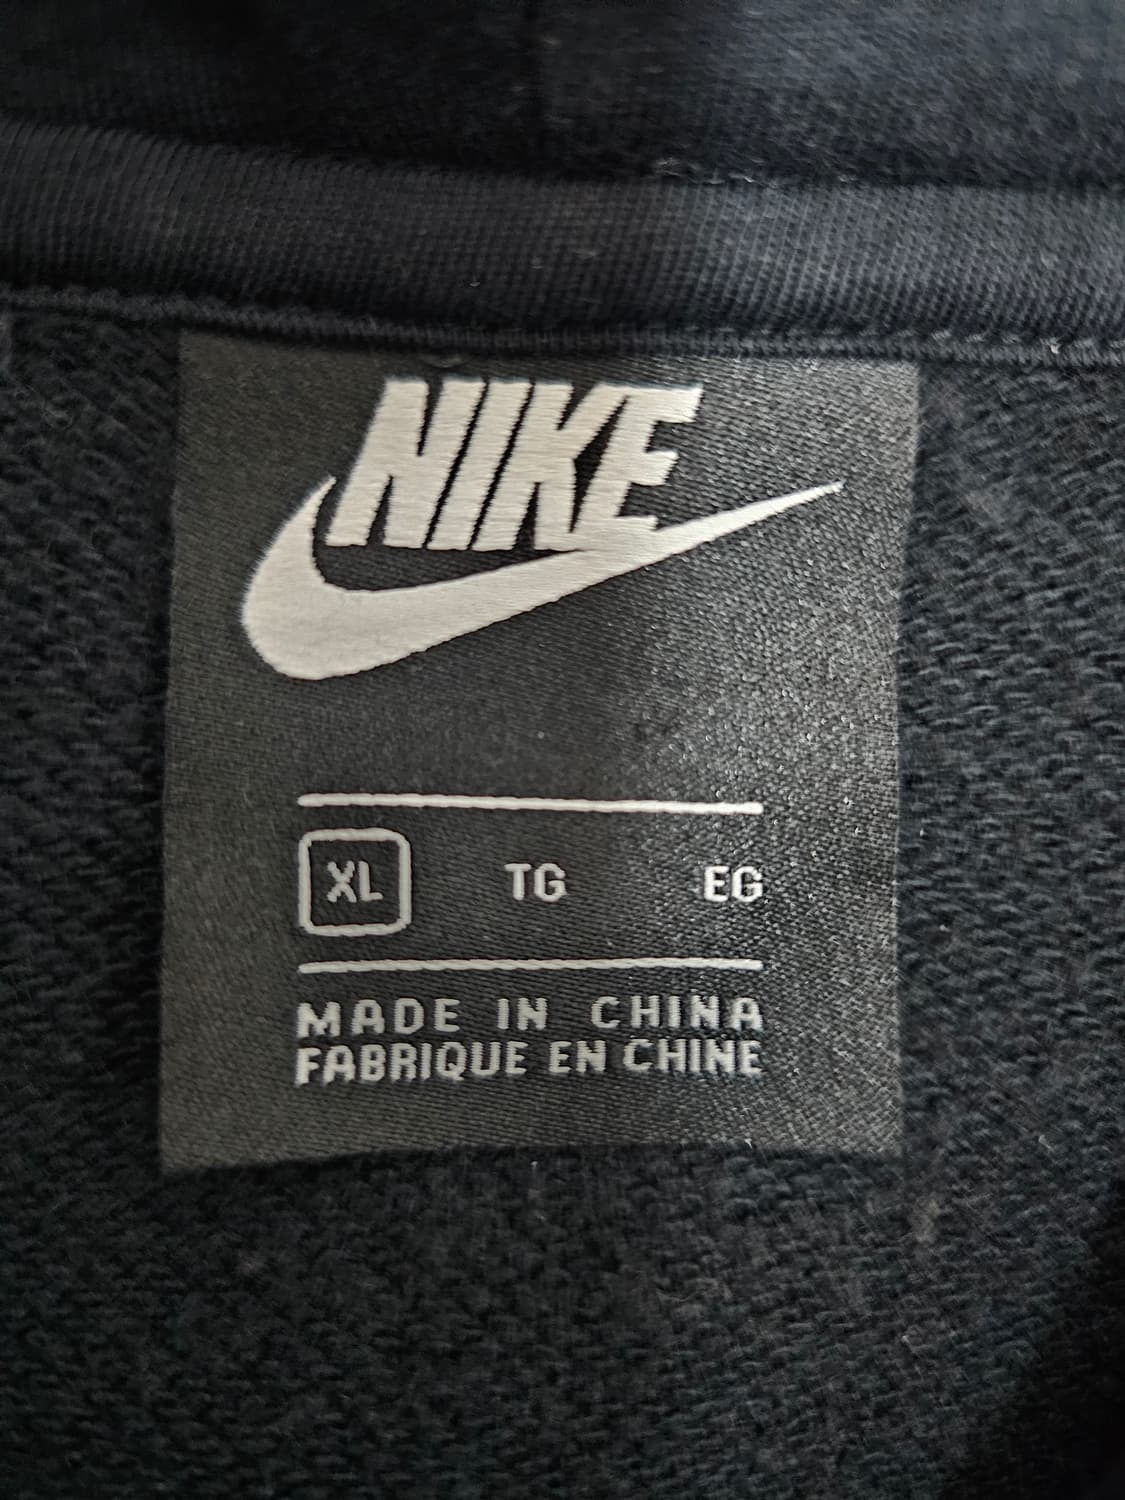 NIKE
XL TG EG
MADE IN CHINA
FABRIQUE EN CHINE